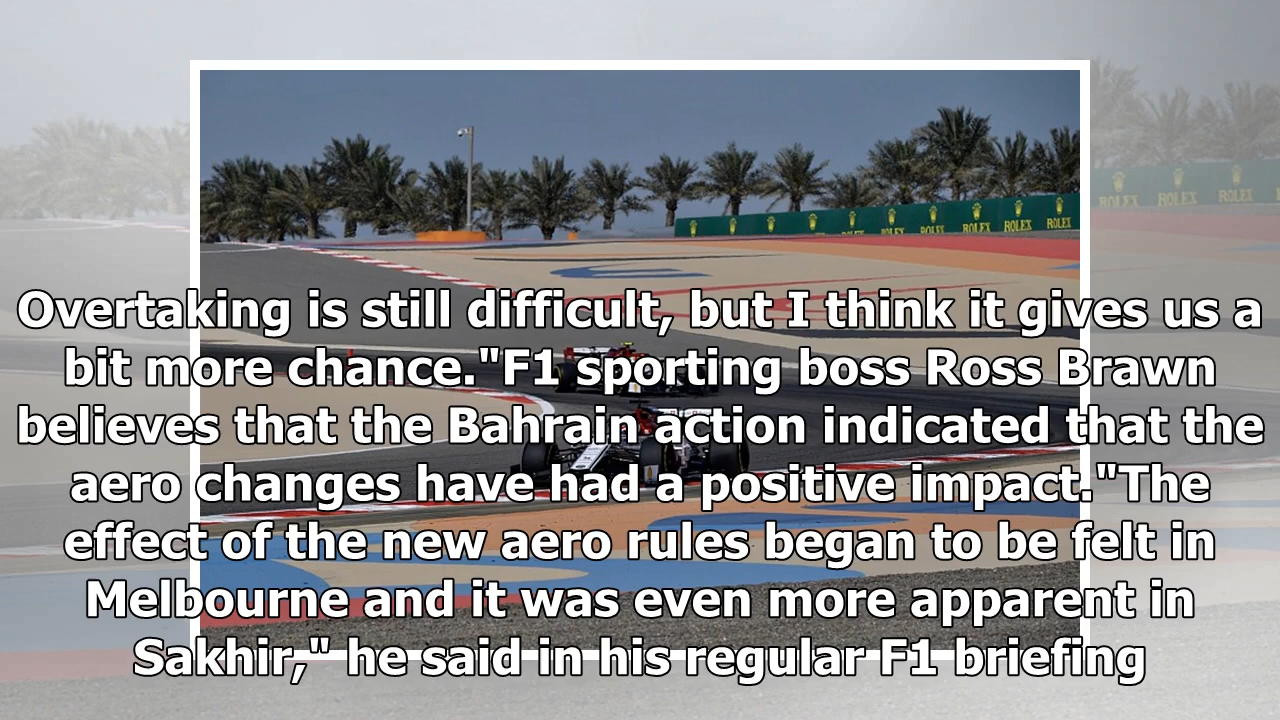 ROLEX ROLEX ROLEX
ROLEX ROLEX ROLEX ROLEX
Overtaking is still difficult, but I think it gives us a
bit more chance."F1 sporting boss Ross Brawn
believes that the Bahrain action indicated that the
aero changes have had a positive impact."The
effect of the new aero rules began to be felt in
Melbourne and it was even more apparent in
Sakhir," he said in his regular F1 briefing